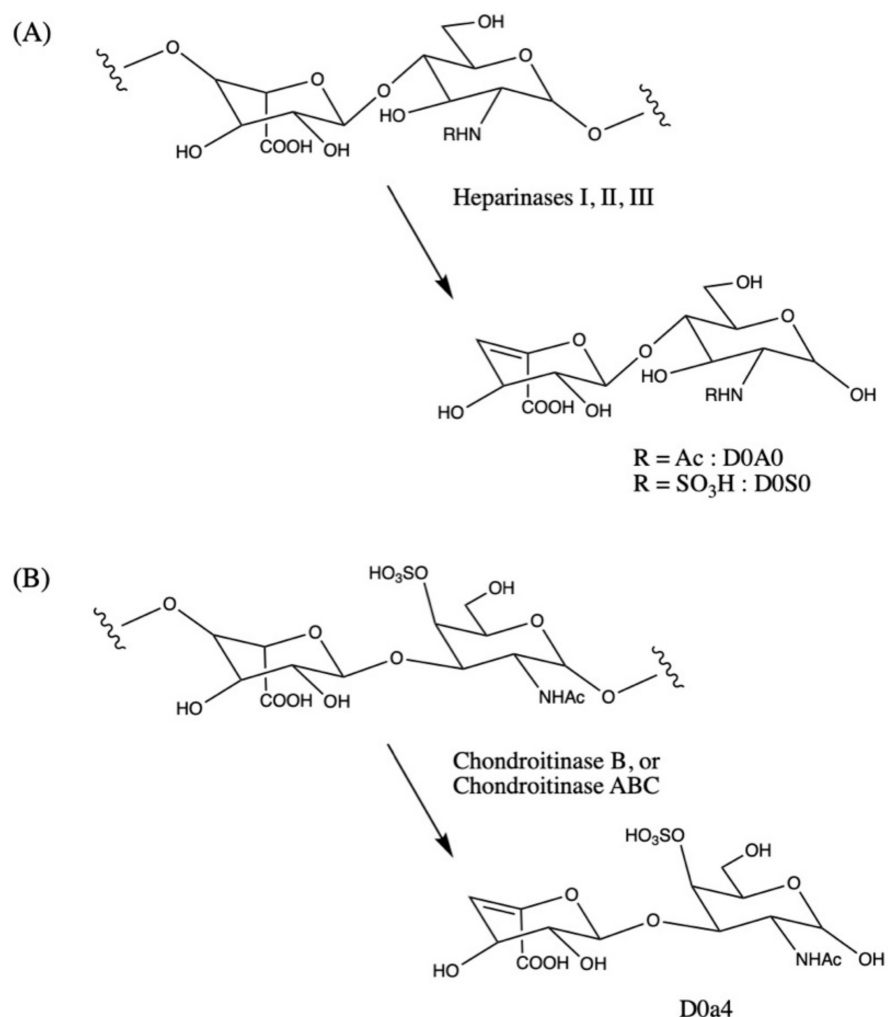 (A)
O
OH
O
O
O
HO
HO
COOH
OH
RHN
O
Heparinases I, II, III
OH
O
O
O
HO
HO
COOH
OH
RHN
OH
R = Ac : D0A0
R = SO₃H : D0S0
(B)
HO₃SO
OH
O
O
O
O
HO
COOH
OH
NHAc
O
Chondroitinase B, or
Chondroitinase ABC
HO₃SO
OH
O
O
O
HO
COOH
OH
NHAc
OH
D0a4